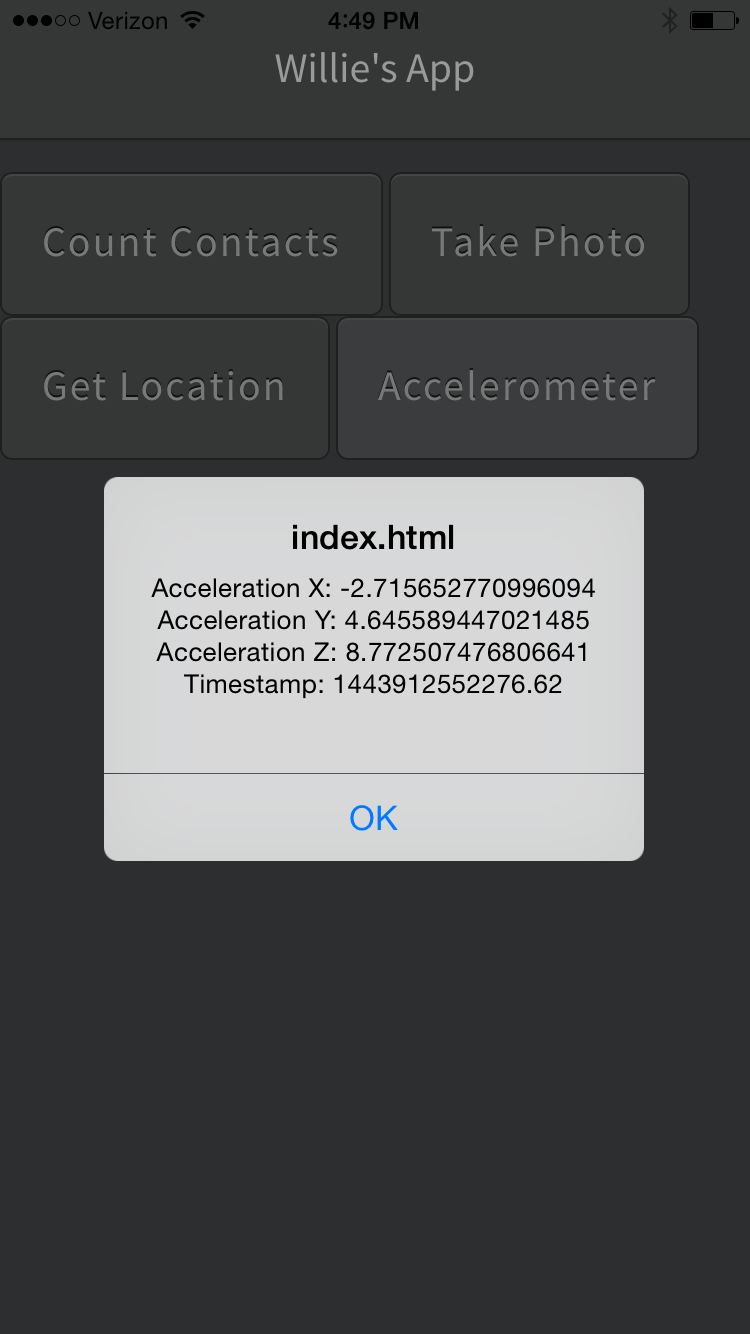 Verizon 4:49 PM
Willie's App
Count Contacts Take Photo
Get Location Accelerometer
index.html
Acceleration X: -2.715652770996094
Acceleration Y: 4.645589447021485
Acceleration Z: 8.772507476806641
Timestamp: 1443912552276.62
OK